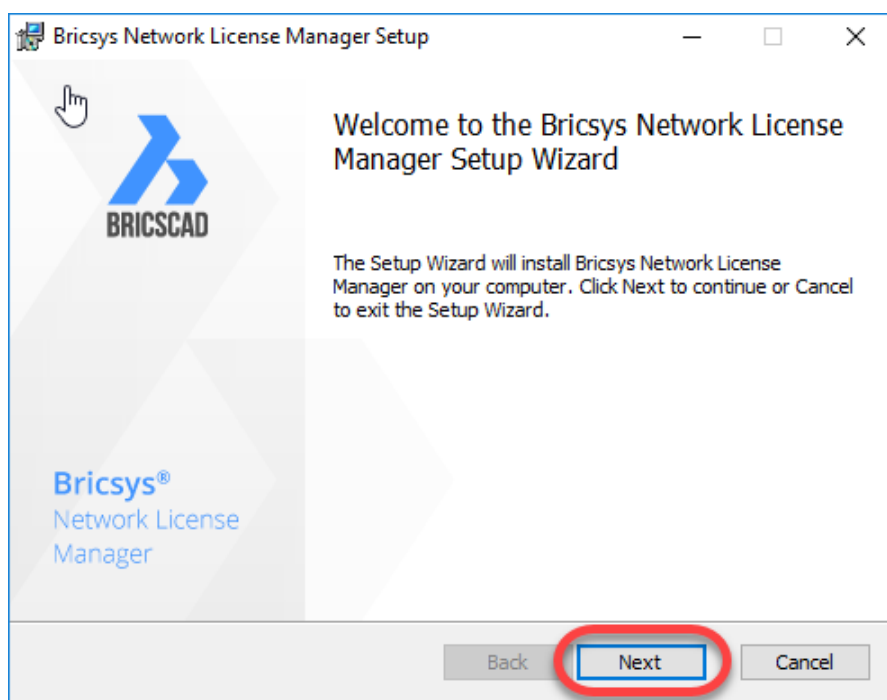 Bricsys Network License Manager Setup
BRICSCAD
Welcome to the Bricsys Network License
Manager Setup Wizard
The Setup Wizard will install Bricsys Network License
Manager on your computer. Click Next to continue or Cancel
to exit the Setup Wizard.
Bricsys®
Network License
Manager
Back
Next
Cancel